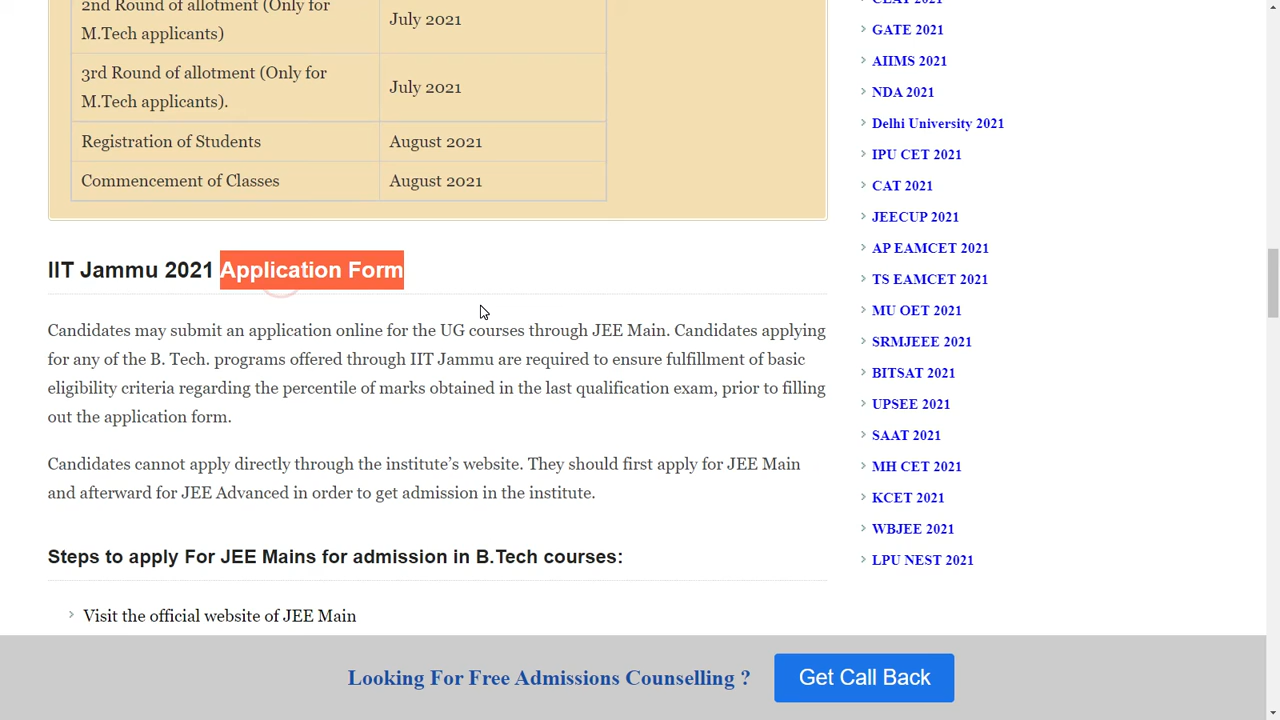 2nd Round of allotment (Only for
M.Tech applicants)
July 2021
3rd Round of allotment (Only for
M.Tech applicants).
July 2021
Registration of Students
August 2021
Commencement of Classes
August 2021
IIT Jammu 2021 Application Form
Candidates may submit an application online for the UG courses through JEE Main. Candidates applying
for any of the B. Tech. programs offered through IIT Jammu are required to ensure fulfillment of basic
eligibility criteria regarding the percentile of marks obtained in the last qualification exam, prior to filling
out the application form.
Candidates cannot apply directly through the institute’s website. They should first apply for JEE Main
and afterward for JEE Advanced in order to get admission in the institute.
Steps to apply For JEE Mains for admission in B.Tech courses:
Visit the official website of JEE Main
CLAT 2021
GATE 2021
AIIMS 2021
NDA 2021
Delhi University 2021
IPU CET 2021
CAT 2021
JEECUP 2021
AP EAMCET 2021
TS EAMCET 2021
MU OET 2021
SRMJEEE 2021
BITSAT 2021
UPSEE 2021
SAAT 2021
MH CET 2021
KCET 2021
WBJEE 2021
LPU NEST 2021
Looking For Free Admissions Counselling ?
Get Call Back